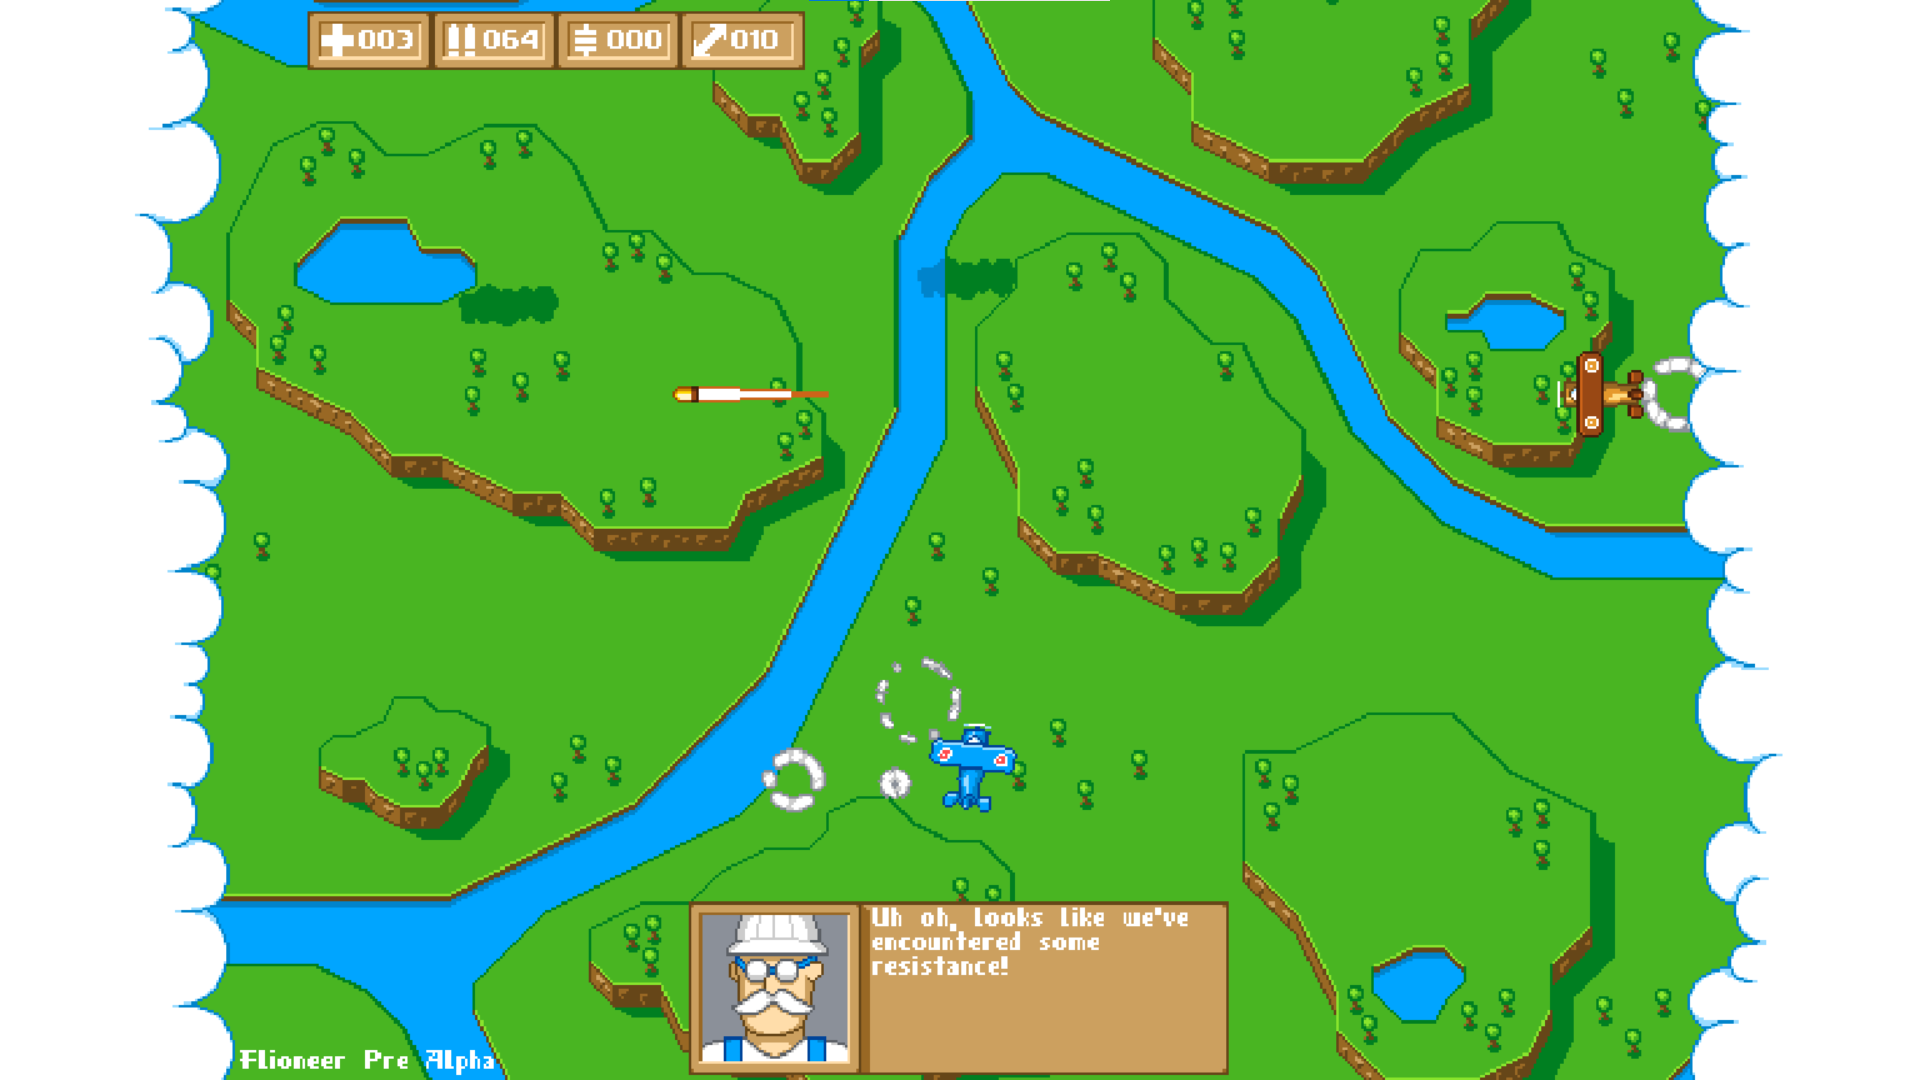 003 064 000 010
Uh oh, looks like we've
encountered some
resistance!
Flioneer Pre Alpha